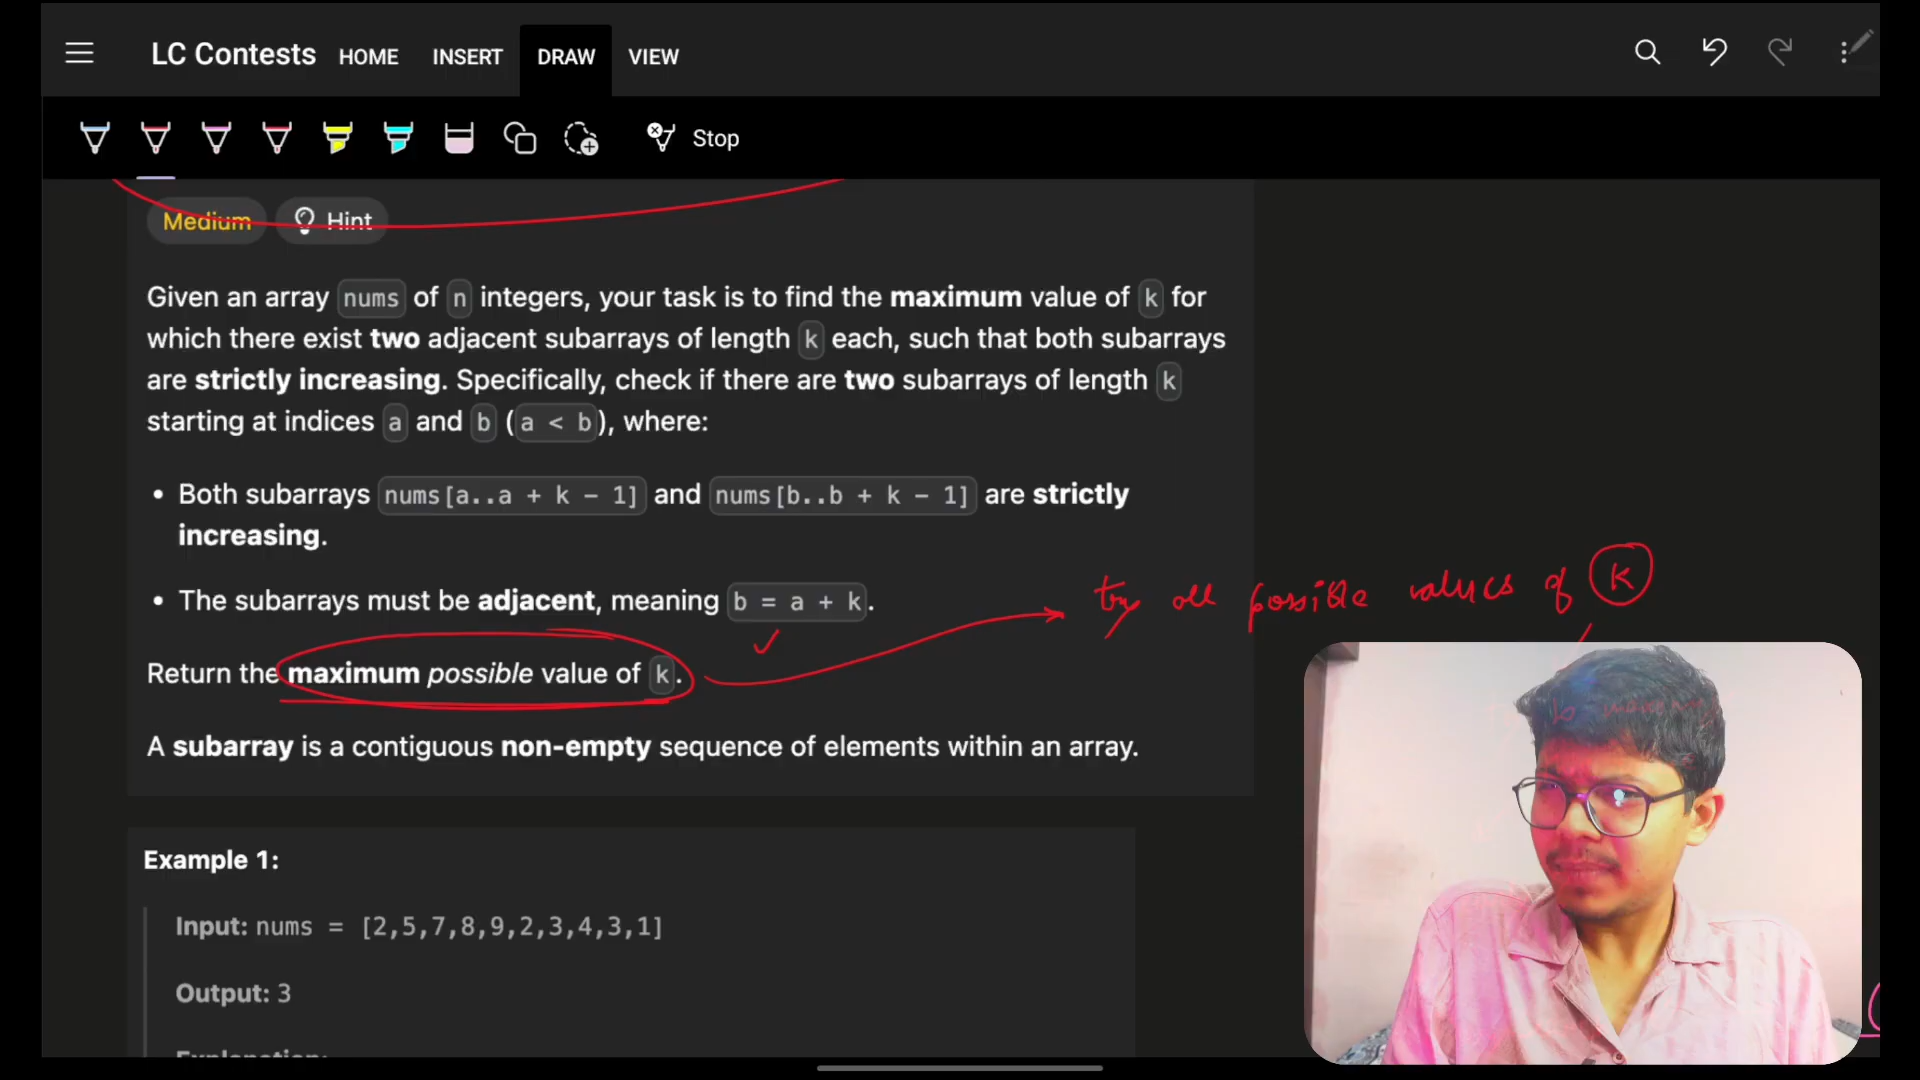 LC Contests HOME INSERT DRAW VIEW
Stop
Medium Hint
Given an array nums of n integers, your task is to find the maximum value of k for
which there exist two adjacent subarrays of length k each, such that both subarrays
are strictly increasing. Specifically, check if there are two subarrays of length k
starting at indices a and b (a < b), where:
• Both subarrays nums[a..a + k - 1] and nums[b..b + k - 1] are strictly
increasing.
• The subarrays must be adjacent, meaning b = a + k.
try all possible values of k
Return the maximum possible value of k.
A subarray is a contiguous non-empty sequence of elements within an array.
Example 1:
Input: nums = [2,5,7,8,9,2,3,4,3,1]
Output: 3